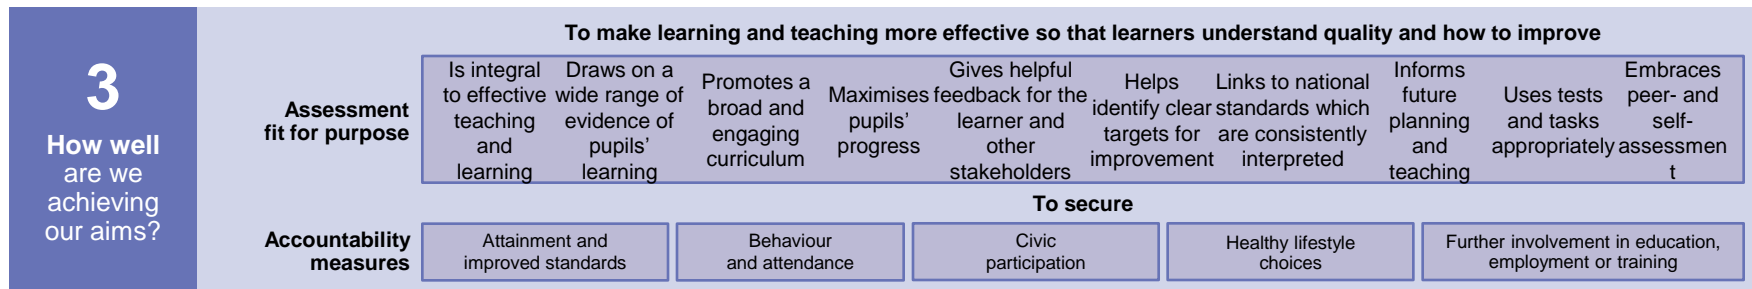 3
How well
are we
achieving
our aims?
To make learning and teaching more effective so that learners understand quality and how to improve
Assessment
fit for purpose
Is integral
to effective
teaching
and
learning
Draws on a
wide range of
evidence of
pupils’
learning
Promotes a
broad and
engaging
curriculum
Maximises
pupils’
progress
Gives helpful
feedback for the
learner and
other
stakeholders
Helps
identify clear
targets for
improvement
Links to national
standards which
are consistently
interpreted
Informs
future
planning
and
teaching
Uses tests
and tasks
appropriately
Embraces
peer- and
self-
assessmen
t
To secure
Accountability
measures
Attainment and
improved standards
Behaviour
and attendance
Civic
participation
Healthy lifestyle
choices
Further involvement in education,
employment or training